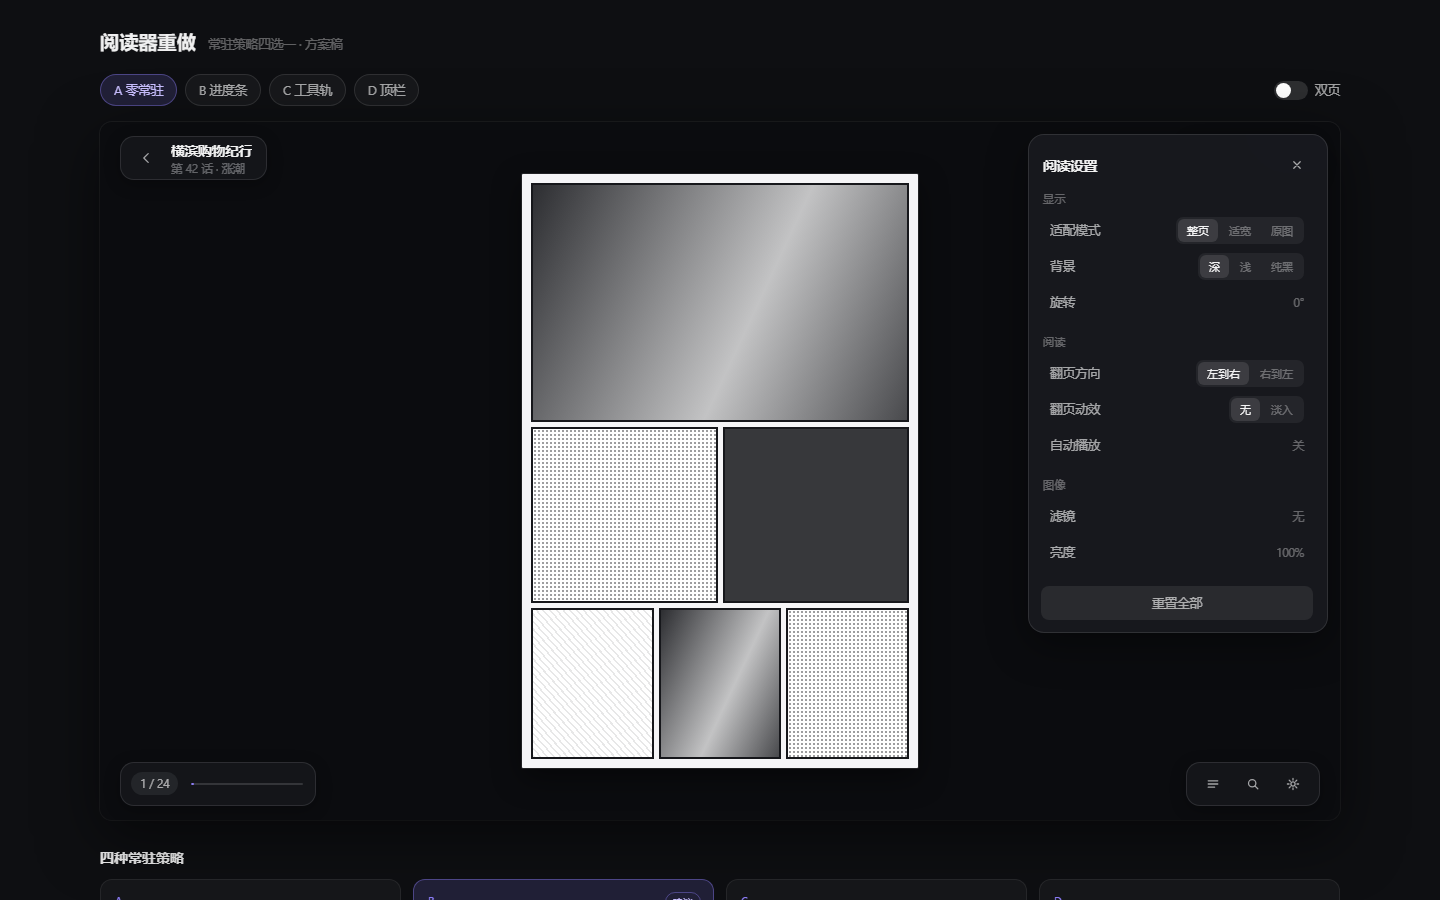 阅读器重做 常驻策略四选一 · 方案稿
A 零常驻 B 进度条 C 工具轨 D 顶栏 双页
横滨购物纪行
第 42 话 · 涨潮
阅读设置
显示
适配模式 整页 适宽 原图
背景 深 浅 纯黑
旋转 0°
阅读
翻页方向 左到右 右到左
翻页动效 无 淡入
自动播放 关
图像
滤镜 无
亮度 100%
重置全部
1 / 24
四种常驻策略